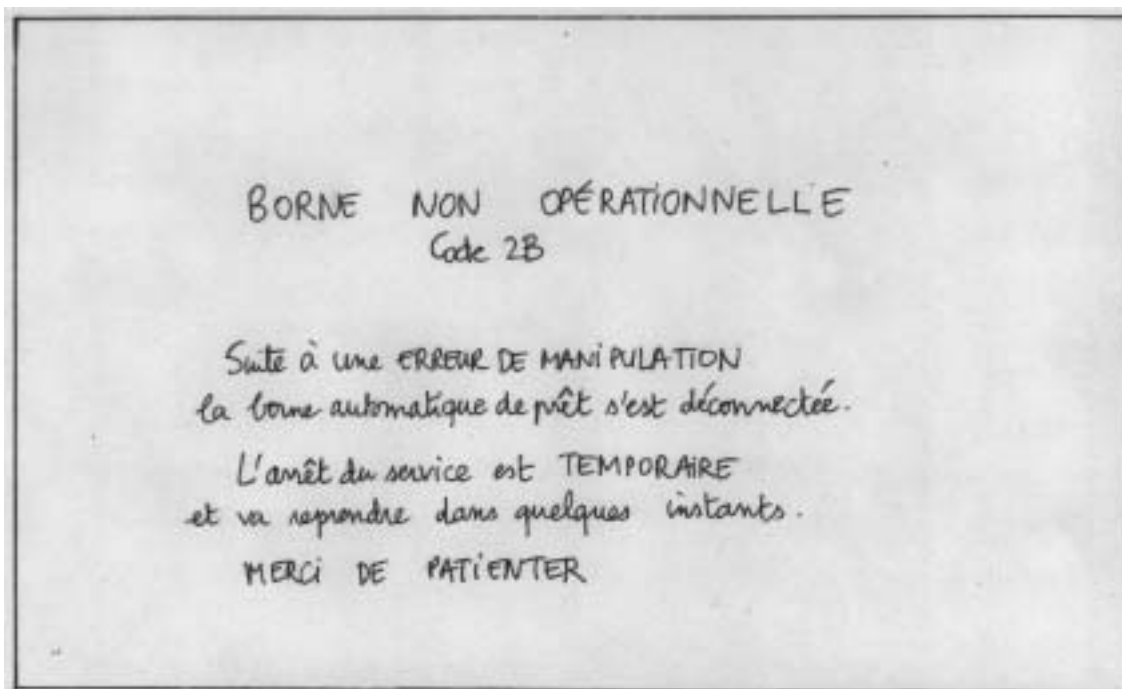 BORNE NON OPÉRATIONNELLE
Code 2B
Suite à une ERREUR DE MANIPULATION
la borne automatique de prêt s'est déconnectée.
L'arrêt du service est TEMPORAIRE
et va reprendre dans quelques instants.
MERCI DE PATIENTER